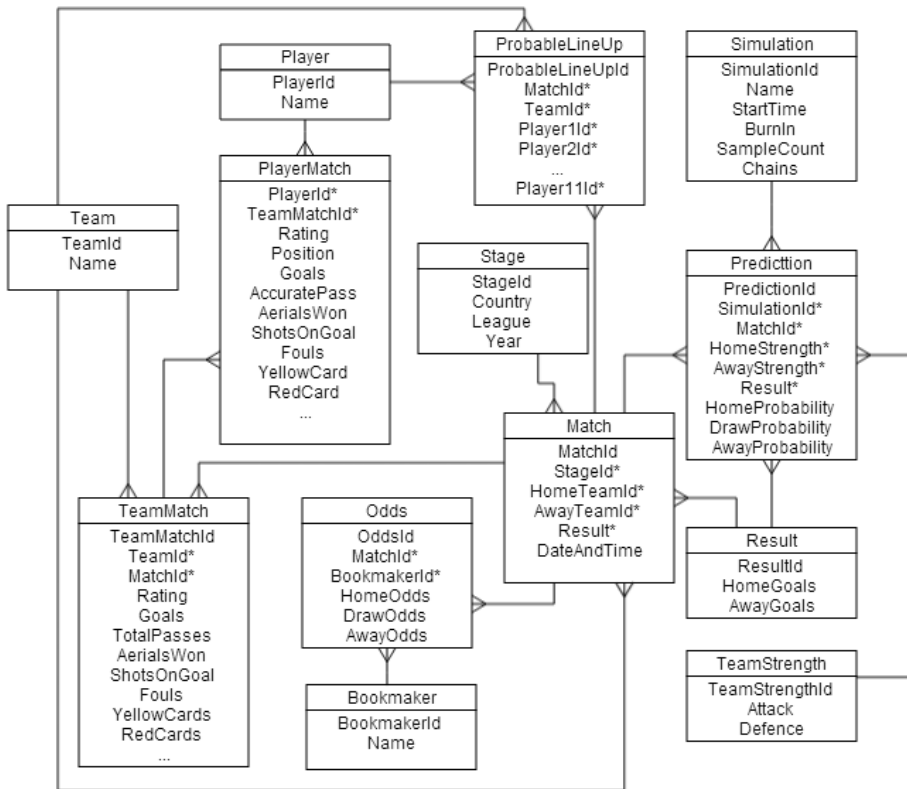 Player
PlayerId
Name
ProbableLineUp
ProbableLineUpId
MatchId*
TeamId*
Player1Id*
Player2Id*
...
Player11Id*
Simulation
SimulationId
Name
StartTime
BurnIn
SampleCount
Chains
PlayerMatch
PlayerId*
TeamMatchId*
Rating
Position
Goals
AccuratePass
AerialsWon
ShotsOnGoal
Fouls
YellowCard
RedCard
...
Team
TeamId
Name
Stage
StageId
Country
League
Year
Predicttion
PredictionId
SimulationId*
MatchId*
HomeStrength*
AwayStrength*
Result*
HomeProbability
DrawProbability
AwayProbability
Match
MatchId
StageId*
HomeTeamId*
AwayTeamId*
Result*
DateAndTime
TeamMatch
TeamMatchId
TeamId*
MatchId*
Rating
Goals
TotalPasses
AerialsWon
ShotsOnGoal
Fouls
YellowCards
RedCards
...
Odds
OddsId
MatchId*
BookmakerId*
HomeOdds
DrawOdds
AwayOdds
Result
ResultId
HomeGoals
AwayGoals
Bookmaker
BookmakerId
Name
TeamStrength
TeamStrengthId
Attack
Defence